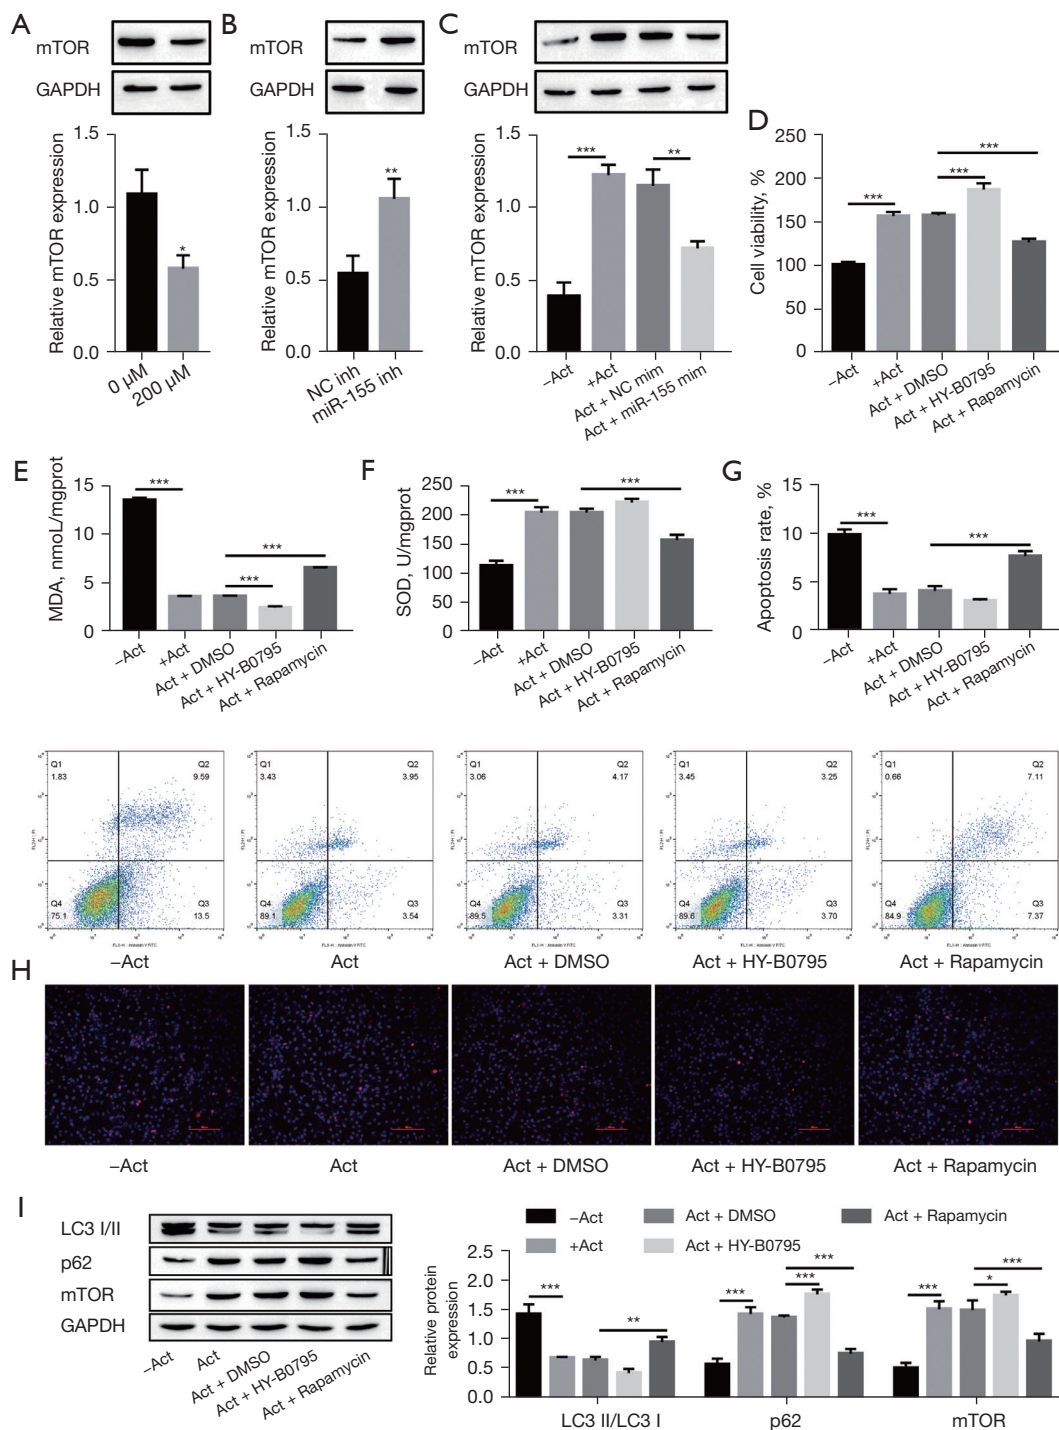 A
mTOR
GAPDH
Relative mTOR expression
1.5
1.0
0.5
0.0
*
0 µM
200 µM
B
mTOR
GAPDH
Relative mTOR expression
1.5
1.0
0.5
0.0
**
NC inh
miR-155 inh
C
mTOR
GAPDH
Relative mTOR expression
1.5
1.0
0.5
0.0
***
**
–Act
+Act
Act + NC mim
Act + miR-155 mim
D
Cell viability, %
250
200
150
100
50
0
***
***
***
–Act
+Act
Act + DMSO
Act + HY-B0795
Act + Rapamycin
E
MDA, nmoL/mgprot
15
10
5
0
***
***
***
–Act
+Act
Act + DMSO
Act + HY-B0795
Act + Rapamycin
F
SOD, U/mgprot
250
200
150
100
50
0
***
***
–Act
+Act
Act + DMSO
Act + HY-B0795
Act + Rapamycin
G
Apoptosis rate, %
15
10
5
0
***
***
–Act
+Act
Act + DMSO
Act + HY-B0795
Act + Rapamycin
Q1
1.83
Q2
9.59
Q4
75.1
Q3
13.5
Q1
3.43
Q2
3.95
Q4
89.1
Q3
3.54
Q1
3.06
Q2
4.17
Q4
89.5
Q3
3.31
Q1
3.45
Q2
3.25
Q4
89.6
Q3
3.70
Q1
0.66
Q2
7.11
Q4
84.9
Q3
7.37
–Act
Act
Act + DMSO
Act + HY-B0795
Act + Rapamycin
H
–Act
Act
Act + DMSO
Act + HY-B0795
Act + Rapamycin
I
LC3 I/II
p62
mTOR
GAPDH
–Act
Act
Act + DMSO
Act + HY-B0795
Act + Rapamycin
–Act
Act + DMSO
Act + Rapamycin
+Act
Act + HY-B0795
Relative protein
expression
2.5
2.0
1.5
1.0
0.5
0.0
***
**
***
***
***
***
*
***
LC3 II/LC3 I
p62
mTOR